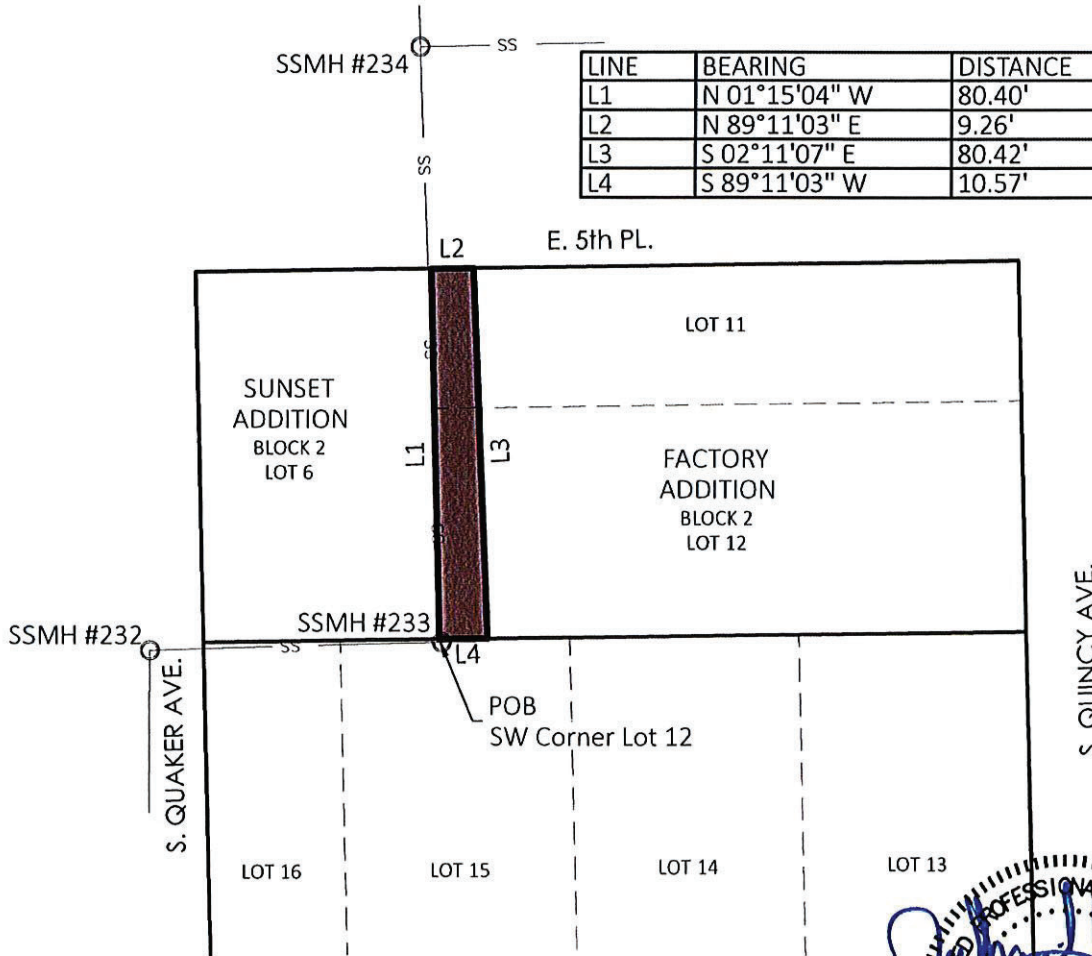 SSMH #234
SS
LINE BEARING DISTANCE
L1 N 01°15'04" W 80.40'
L2 N 89°11'03" E 9.26'
L3 S 02°11'07" E 80.42'
L4 S 89°11'03" W 10.57'
SS
L2
E. 5th PL.
LOT 11
SS
SUNSET
ADDITION
BLOCK 2
LOT 6
L1
L3
FACTORY
ADDITION
BLOCK 2
LOT 12
SS
S. QUINCY AVE.
SSMH #232
SSMH #233
SS
L4
S. QUAKER AVE.
POB
SW Corner Lot 12
LOT 16
LOT 15
LOT 14
LOT 13
PROFESSIONA